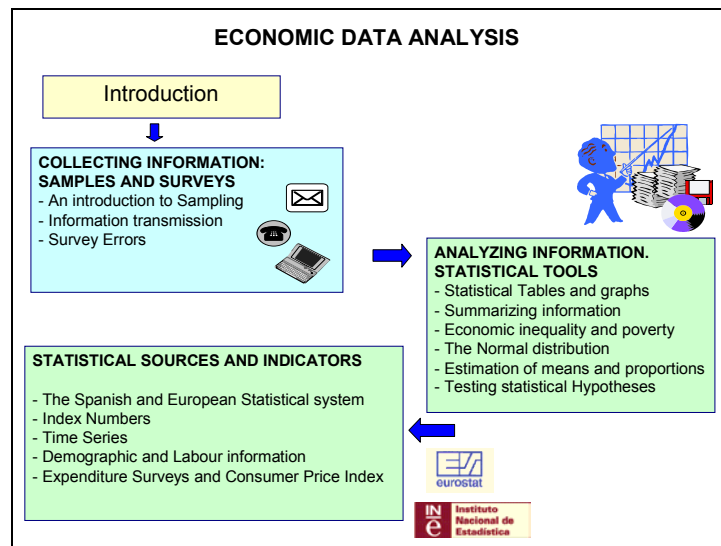 ECONOMIC DATA ANALYSIS
Introduction
COLLECTING INFORMATION:
SAMPLES AND SURVEYS
- An introduction to Sampling
- Information transmission
- Survey Errors
ANALYZING INFORMATION.
STATISTICAL TOOLS
- Statistical Tables and graphs
- Summarizing information
- Economic inequality and poverty
- The Normal distribution
- Estimation of means and proportions
- Testing statistical Hypotheses
STATISTICAL SOURCES AND INDICATORS
- The Spanish and European Statistical system
- Index Numbers
- Time Series
- Demographic and Labour information
- Expenditure Surveys and Consumer Price Index
eurostat
INe
Instituto
Nacional de
Estadística